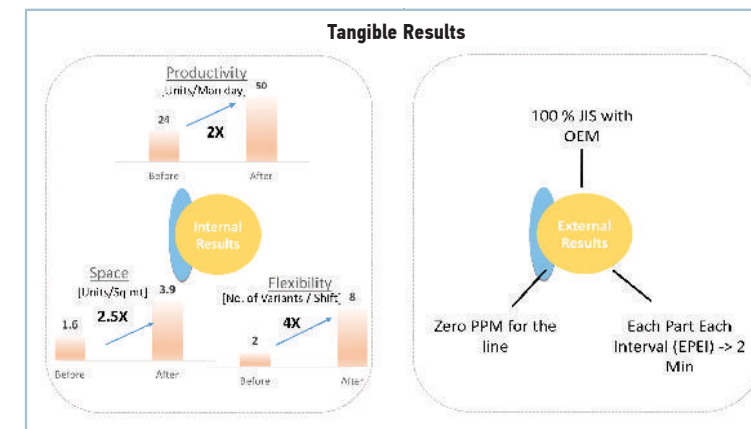 Tangible Results
Productivity
[Units/Man day]
24
50
2X
Before
After
Internal
Results
Space
[Units/Sq mt]
1.6
3.9
2.5X
Before
After
Flexibility
[No. of Variants / Shift]
2
8
4X
Before
After
100 % JIS with
OEM
External
Results
Zero PPM for the
line
Each Part Each
Interval (EPEI) -> 2
Min